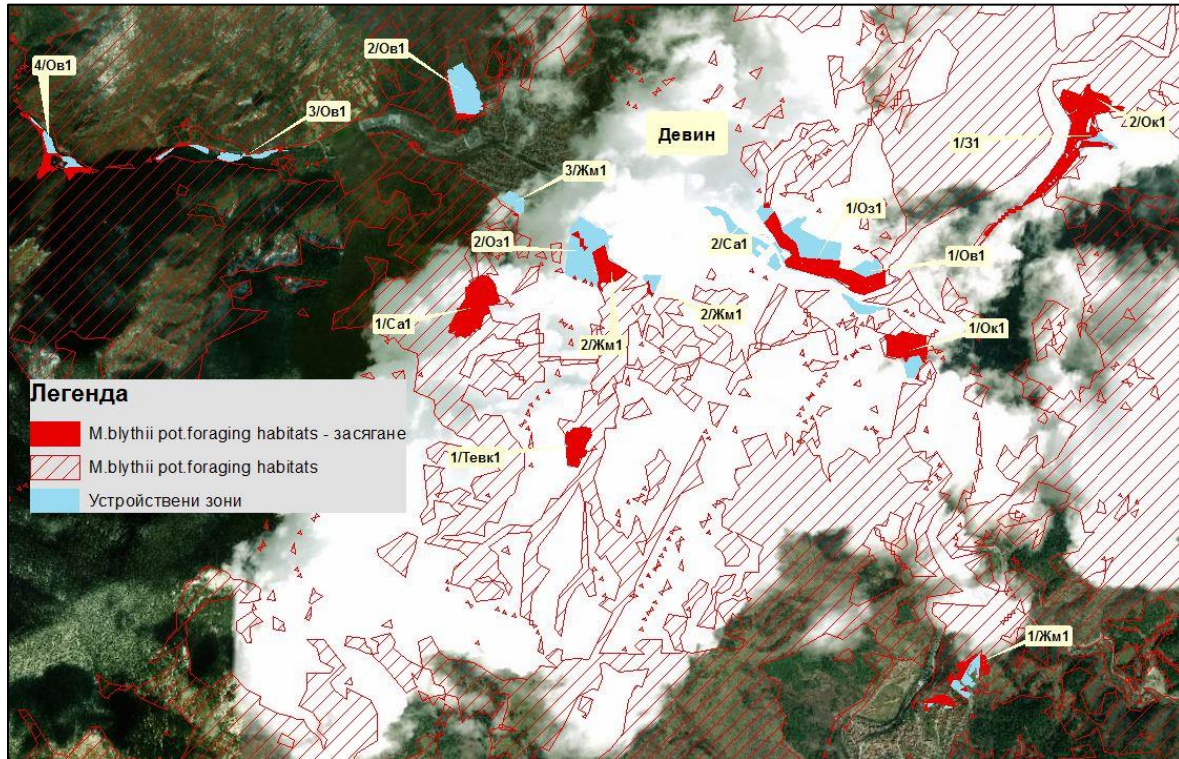 2/Ов1
4/Ов1
3/Ов1
Девин
2/Ок1
1/З1
3/Жм1
1/Оз1
2/Оз1
2/Са1
1/Ов1
1/Са1
2/Жм1
2/Жм1
1/Ок1
1/Тевк1
1/Жм1
Легенда
M.blythii pot.foraging habitats - засягане
M.blythii pot.foraging habitats
Устройствени зони